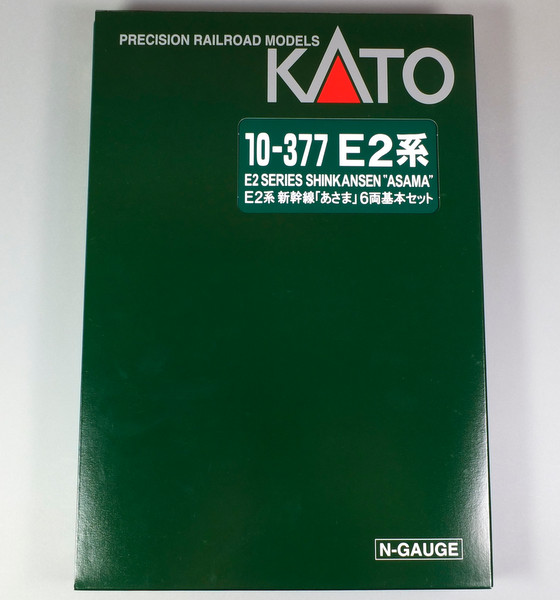 PRECISION RAILROAD MODELS
KATO
10-377 E2系
E2 SERIES SHINKANSEN "ASAMA"
E2系 新幹線「あさま」6両基本セット
N-GAUGE